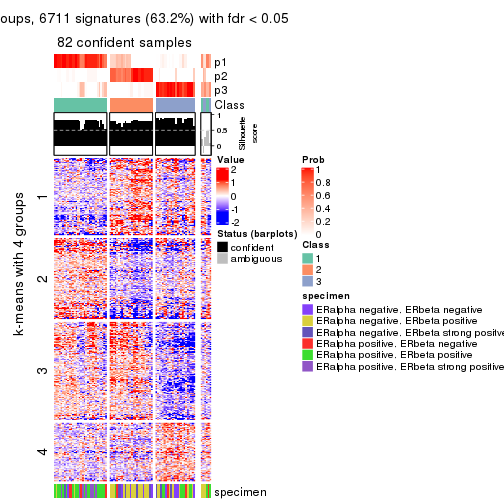 oups, 6711 signatures (63.2%) with fdr < 0.05
82 confident samples
p1
p2
p3
Class
1
0.5
0
Silhouette
score
k-means with 4 groups
1
2
3
4
Value
2
1
0
-1
-2
Status (barplots)
confident
ambiguous
Prob
1
0.8
0.6
0.4
0.2
0
Class
1
2
3
specimen
ERalpha negative. ERbeta negative
ERalpha negative. ERbeta positive
ERalpha negative. ERbeta strong positive
ERalpha positive. ERbeta negative
ERalpha positive. ERbeta positive
ERalpha positive. ERbeta strong positive
specimen